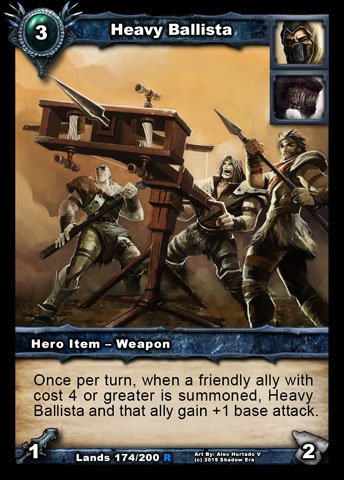 3
Heavy Ballista
Hero Item – Weapon
Once per turn, when a friendly ally with
cost 4 or greater is summoned, Heavy
Ballista and that ally gain +1 base attack.
1
Lands 174/200 R
Art By: Alex Hurtado V
(c) 2019 Shadow Era
2